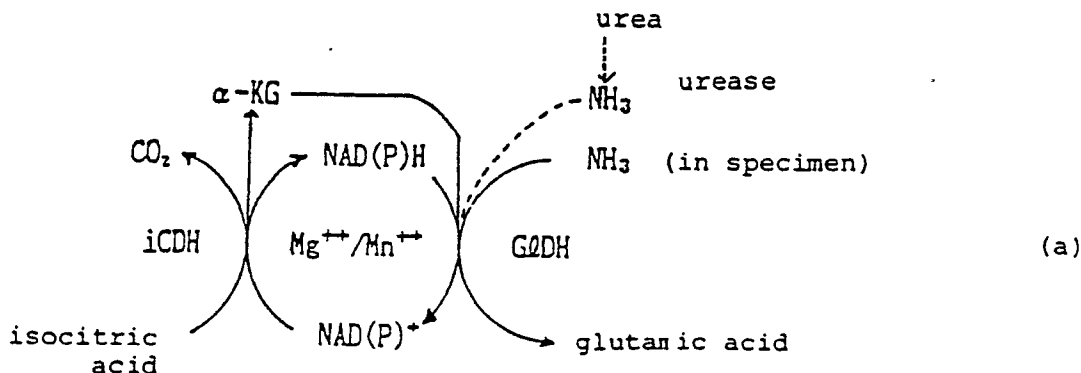 urea
α-KG
NH₃
urease
CO₂
NAD(P)H
NH₃ (in specimen)
iCDH
Mg⁺⁺/Mn⁺⁺
GℓDH
(a)
isocitric
acid
NAD(P)⁺
glutamic acid